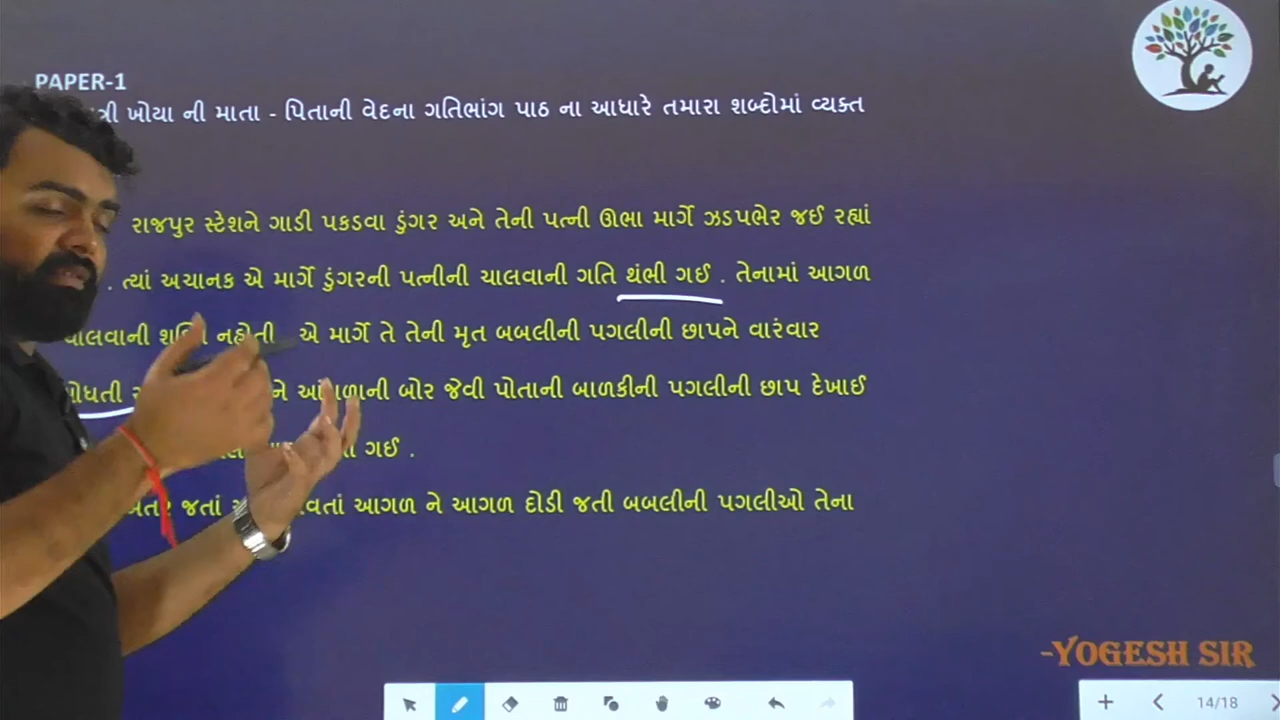 PAPER-1
ખોયા ની માતા - પિતાની વેદના ગતિભાંગ પાઠ ના આધારે તમારા શબ્દોમાં વ્યક્ત
રાજપુર સ્ટેશને ગાડી પકડવા ડુંગર અને તેની પત્ની ઊભા માર્ગે ઝડપભેર જઈ રહ્યાં
. ત્યાં અચાનક એ માર્ગે ડુંગરની પત્નીની ચાલવાની ગતિ થંભી ગઈ . તેનામાં આગળ
નહોતી એ માર્ગે તે તેની મૃત બબલીની પગલીની છાપને વારંવાર
ને બોર જેવી પોતાની બાળકીની પગલીની છાપ દેખાઈ
ગઈ .
જતાં આગળ ને આગળ દોડી જતી બબલીની પગલીઓ તેના
-YOGESH SIR
14/18